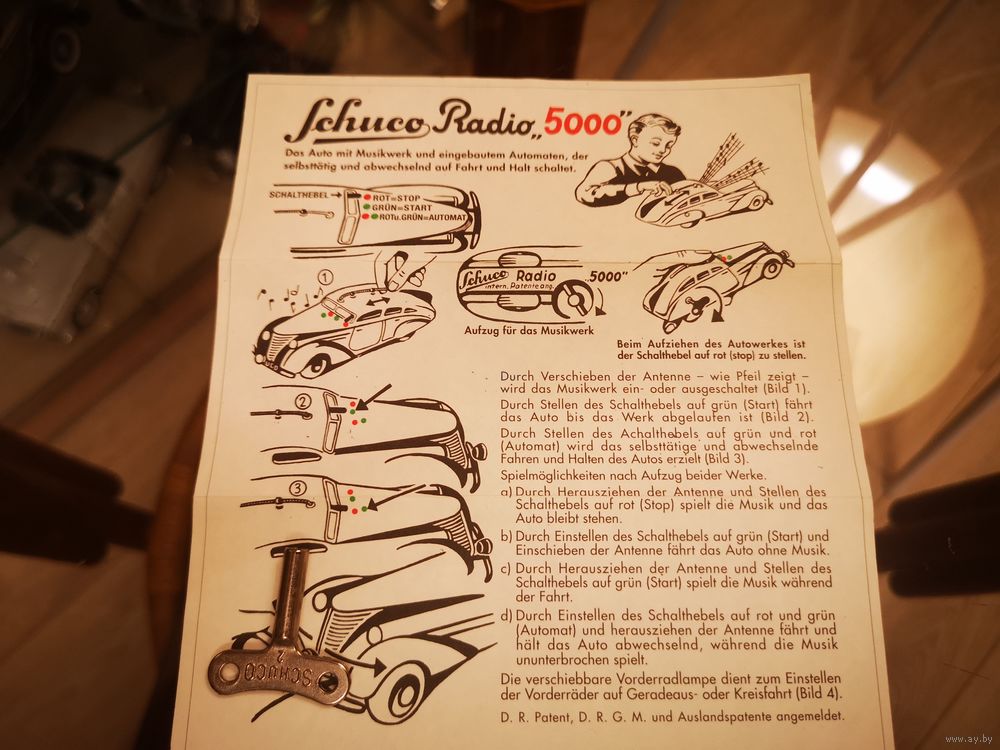 Schuco Radio „5000"
Das Auto mit Musikwerk und eingebautem Automaten, der
selbsttätig und abwechselnd auf Fahrt und Halt schaltet.
SCHALTHEBEL
ROT=STOP
GRÜN=START
ROTu.GRÜN=AUTOMAT
1
Schuco Radio „5000"
intern. Patente ang.
Aufzug für das Musikwerk
Beim Aufziehen des Autowerkes ist
der Schalthebel auf rot (stop) zu stellen.
Durch Verschieben der Antenne – wie Pfeil zeigt –
wird das Musikwerk ein- oder ausgeschaltet (Bild 1).
2
Durch Stellen des Schalthebels auf grün (Start) fährt
das Auto bis das Werk abgelaufen ist (Bild 2).
Durch Stellen des Achalthebels auf grün und rot
(Automat) wird das selbsttätige und abwechselnde
Fahren und Halten des Autos erzielt (Bild 3).
Spielmöglichkeiten nach Aufzug beider Werke.
3
a) Durch Herausziehen der Antenne und Stellen des
Schalthebels auf rot (Stop) spielt die Musik und das
Auto bleibt stehen.
b) Durch Einstellen des Schalthebels auf grün (Start) und
Einschieben der Antenne fährt das Auto ohne Musik.
c) Durch Herausziehen der Antenne und Stellen des
Schalthebels auf grün (Start) spielt die Musik während
der Fahrt.
d) Durch Einstellen des Schalthebels auf rot und grün
(Automat) und herausziehen der Antenne fährt und
hält das Auto abwechselnd, während die Musik
ununterbrochen spielt.
Die verschiebbare Vorderradlampe dient zum Einstellen
der Vorderräder auf Geradeaus- oder Kreisfahrt (Bild 4).
D. R. Patent, D. R. G. M. und Auslandspatente angemeldet.
SCHUCO
2
www.ay.by